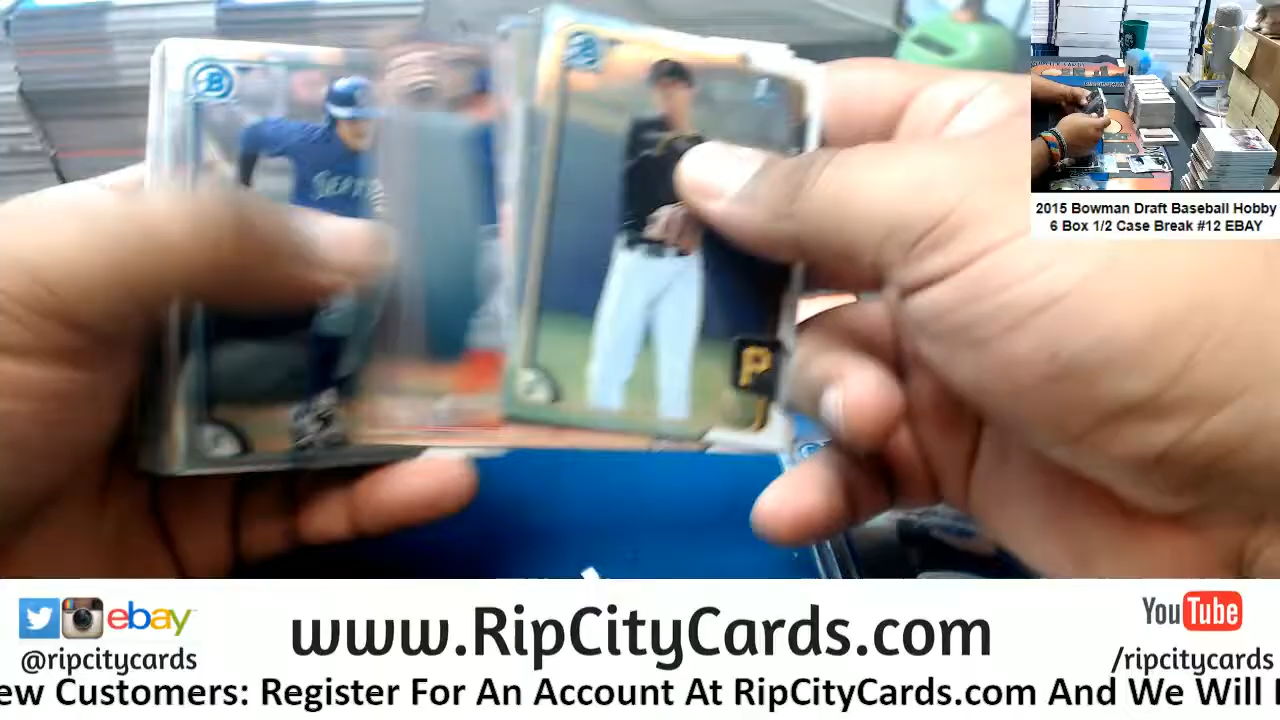 B
P
2015 Bowman Draft Baseball Hobby
6 Box 1/2 Case Break #12 EBAY
ebay
@ripcitycards
www.RipCityCards.com
YouTube
/ripcitycards
ew Customers: Register For An Account At RipCityCards.com And We Will